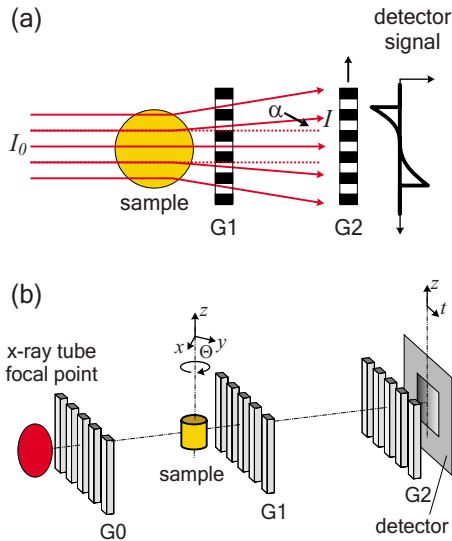 (a)
detector
signal
α
I
I0
sample
G1
G2
(b)
z
z
t
x-ray tube
focal point
x
Θ
y
sample
G0
G1
G2
detector